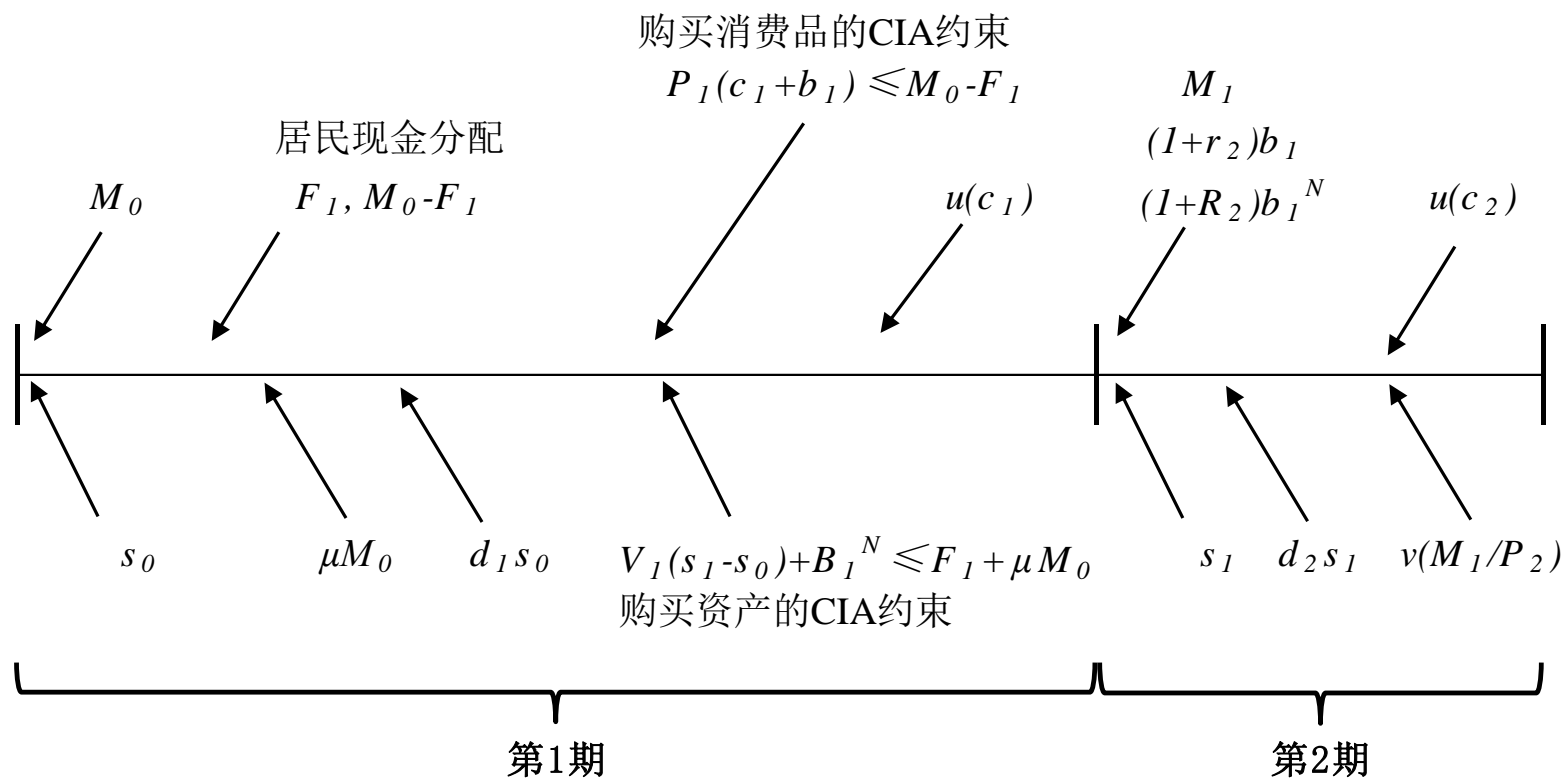 购买消费品的CIA约束
P₁(c₁+b₁) ≤ M₀-F₁
居民现金分配
M₀
F₁, M₀-F₁
u(c₁)
M₁
(1+r₂)b₁
(1+R₂)b₁ᴺ
u(c₂)
s₀
μM₀
d₁s₀
V₁(s₁-s₀)+B₁ᴺ ≤ F₁+μM₀
购买资产的CIA约束
s₁
d₂s₁
v(M₁/P₂)
第1期
第2期